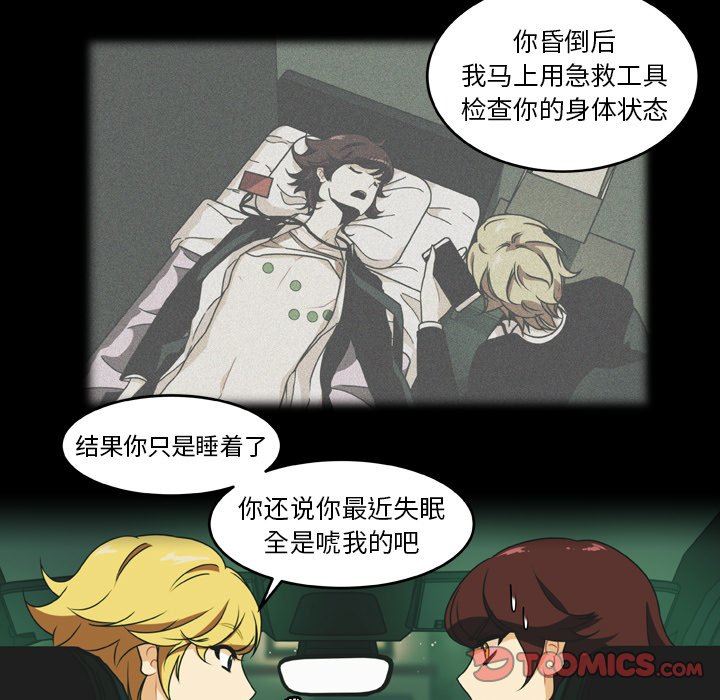 你昏倒后
我马上用急救工具
检查你的身体状态
结果你只是睡着了
你还说你最近失眠
全是唬我的吧
TOOMICS.COM